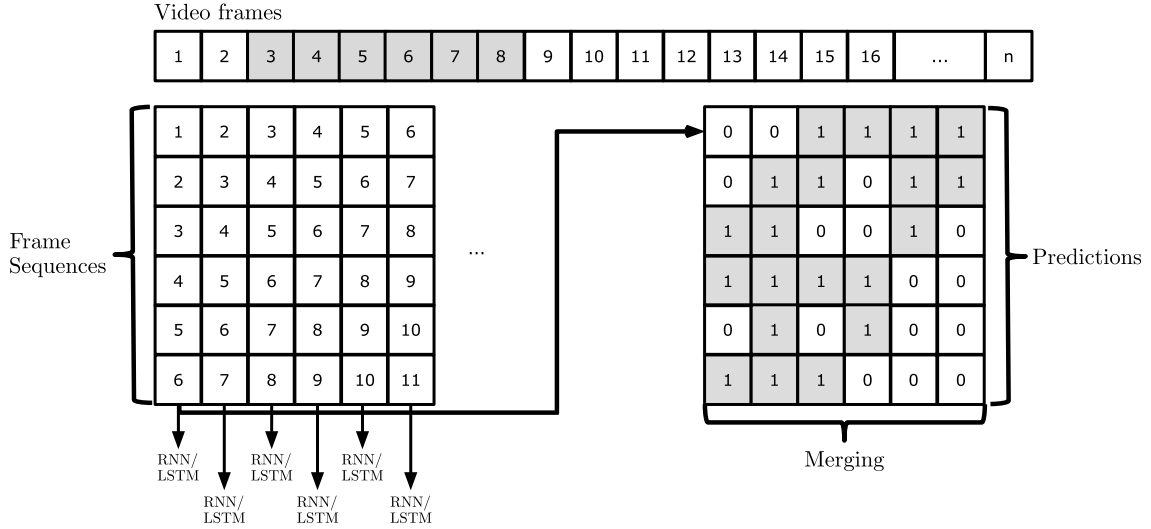 Video frames
1 2 3 4 5 6 7 8 9 10 11 12 13 14 15 16 ... n
1 2 3 4 5 6
2 3 4 5 6 7
3 4 5 6 7 8
4 5 6 7 8 9
5 6 7 8 9 10
6 7 8 9 10 11
Frame
Sequences
...
0 0 1 1 1 1
0 1 1 0 1 1
1 1 0 0 1 0
1 1 1 1 0 0
0 1 0 1 0 0
1 1 1 0 0 0
Predictions
Merging
RNN/
LSTM
RNN/
LSTM
RNN/
LSTM
RNN/
LSTM
RNN/
LSTM
RNN/
LSTM